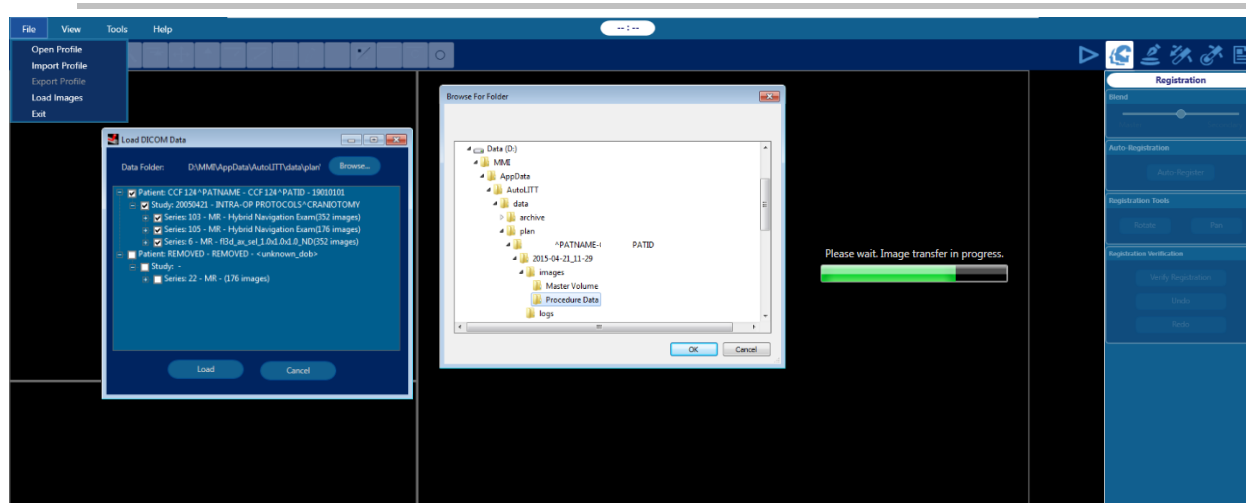 File View Tools Help
--:--
Open Profile
Import Profile
Export Profile
Load Images
Exit
Load DICOM Data
Data Folder: D:\MMI\AppData\AutoLITT\data\plan\ Browse...
Patient: CCF 124^PATNAME - CCF 124^PATID - 19010101
Study: 20050421 - INTRA-OP PROTOCOLS^CRANIOTOMY
Series: 103 - MR - Hybrid Navigation Exam(352 images)
Series: 105 - MR - Hybrid Navigation Exam(176 images)
Series: 6 - MR - fl3d_ax_sel_1.0x1.0x1.0_ND(352 images)
Patient: REMOVED - REMOVED - <unknown_dob>
Study: -
Series: 22 - MR - (176 images)
Load Cancel
Browse For Folder
Data (D:)
MME
AppData
AutoLITT
data
archive
plan
^PATNAME-( PATID
2015-04-21_11-29
images
Master Volume
Procedure Data
logs
OK Cancel
Please wait. Image transfer in progress.
Registration
Blend
Auto-Registration
Auto-Register
Registration Tools
Rotate Pan
Registration Verification
Verify Registration
Undo
Redo